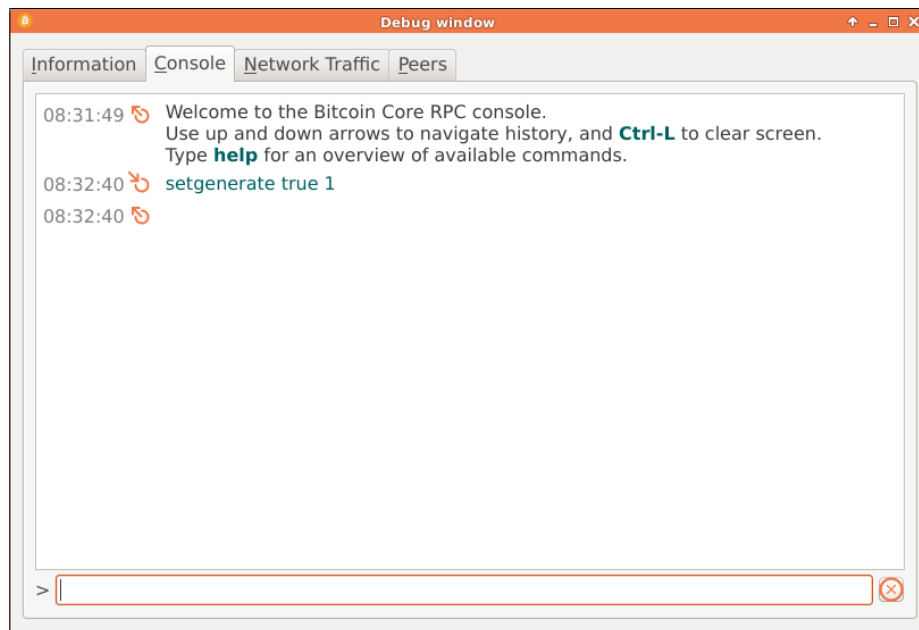 Debug window
Information Console Network Traffic Peers
08:31:49 Welcome to the Bitcoin Core RPC console.
Use up and down arrows to navigate history, and Ctrl-L to clear screen.
Type help for an overview of available commands.
08:32:40 setgenerate true 1
08:32:40
>